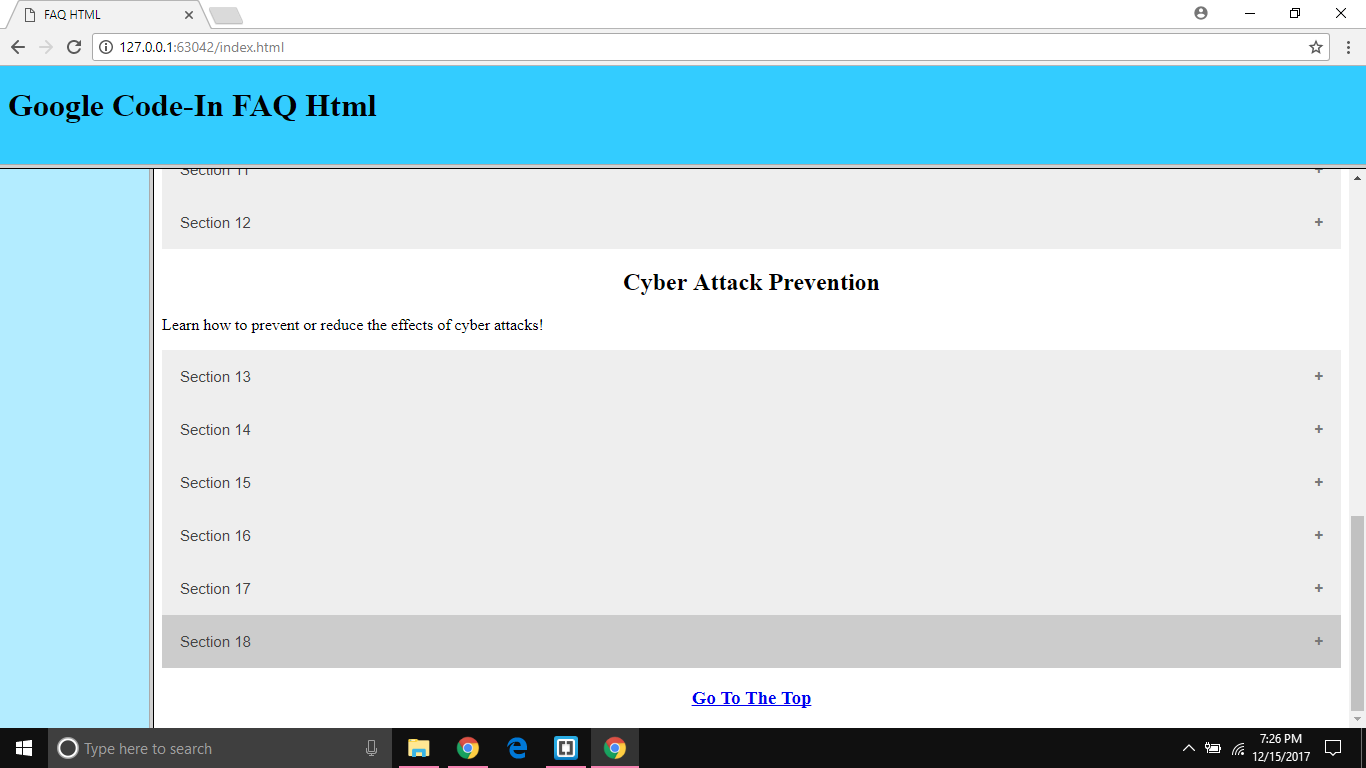 FAQ HTML
127.0.0.1:63042/index.html
Google Code-In FAQ Html
Section 11 +
Section 12 +
Cyber Attack Prevention
Learn how to prevent or reduce the effects of cyber attacks!
Section 13 +
Section 14 +
Section 15 +
Section 16 +
Section 17 +
Section 18 +
Go To The Top
Type here to search
7:26 PM
12/15/2017